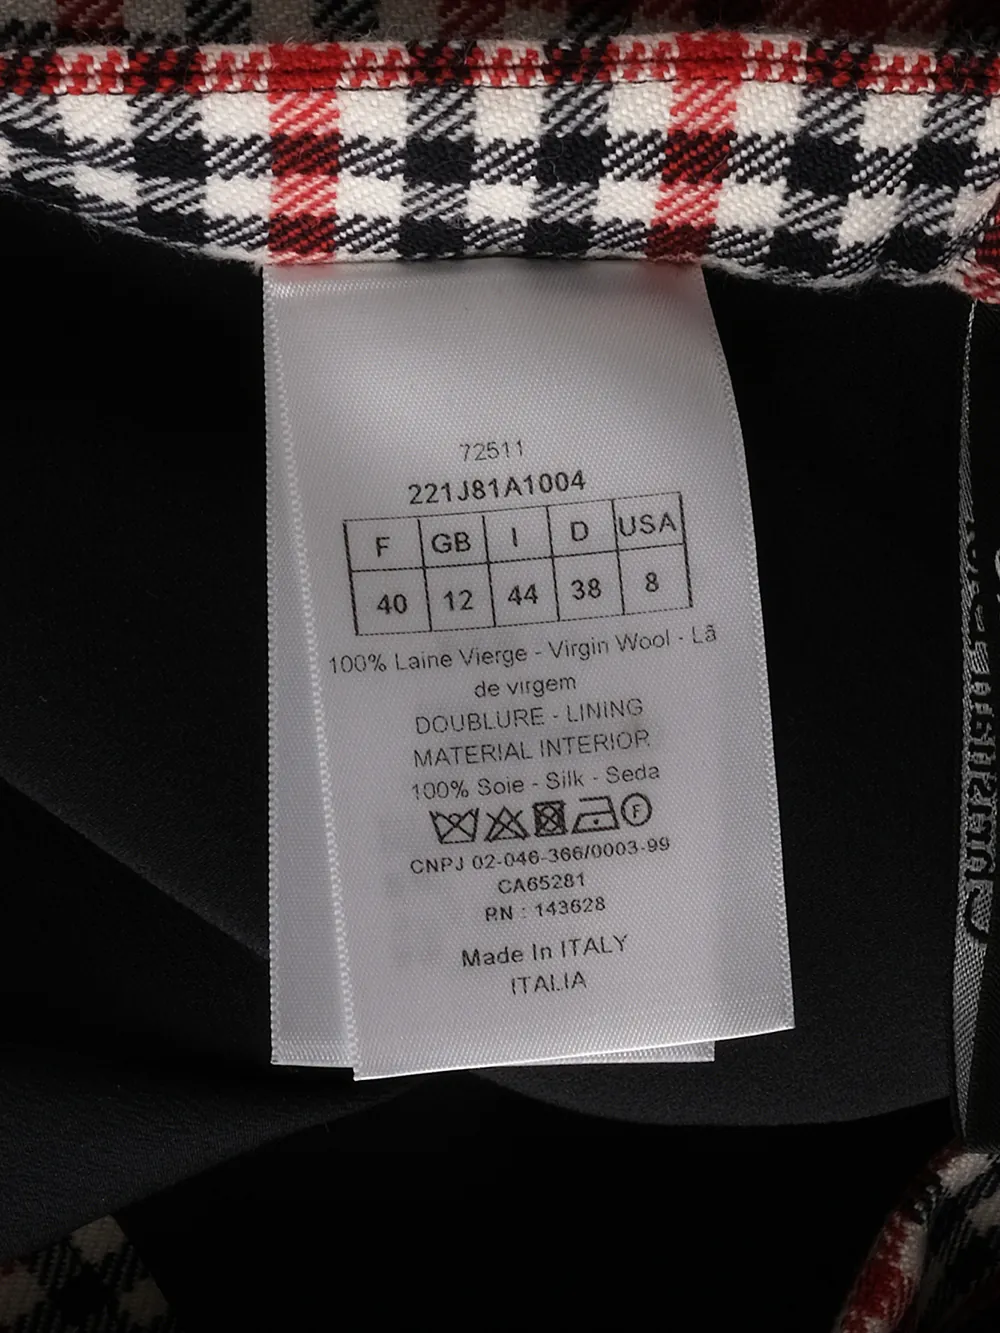 72511
221J81A1004
F GB I D USA
40 12 44 38 8
100% Laine Vierge - Virgin Wool - Lã
de virgem
DOUBLURE - LINING
MATERIAL INTERIOR
100% Soie - Silk - Seda
F
CNPJ 02-046-366/0003-99
CA65281
RN : 143628
Made In ITALY
ITALIA